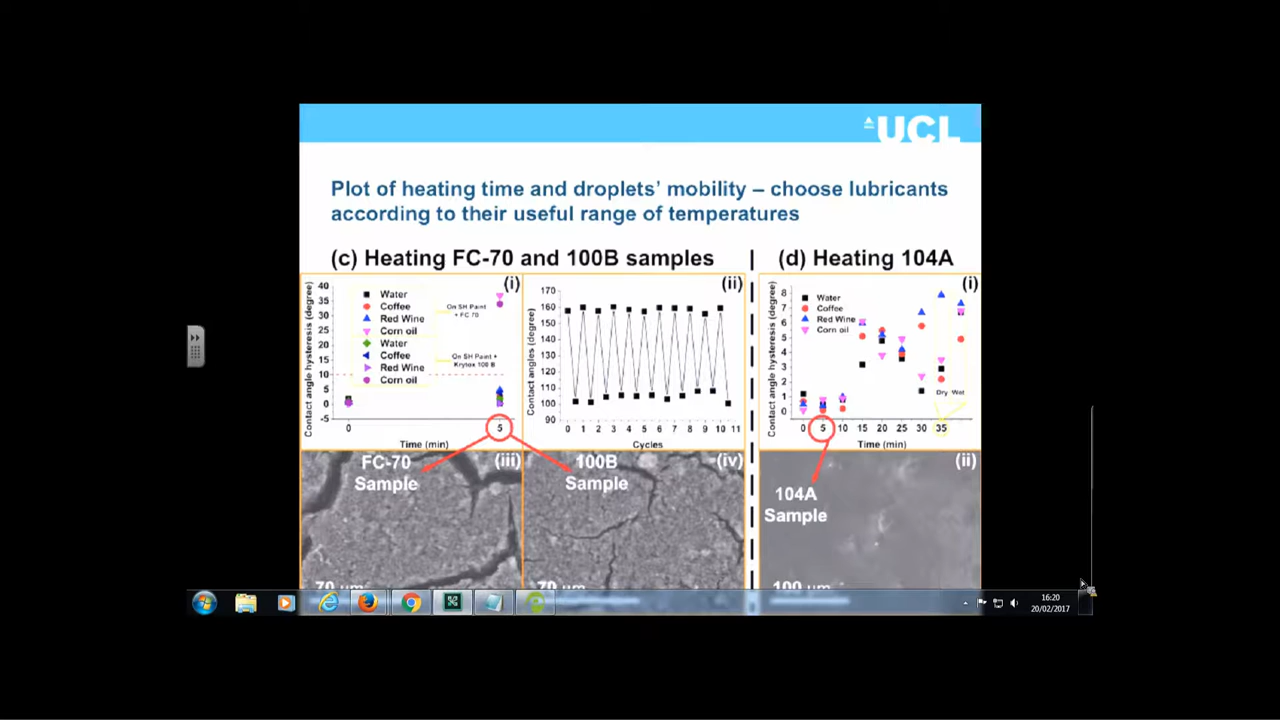 UCL
Plot of heating time and droplets’ mobility – choose lubricants
according to their useful range of temperatures
(c) Heating FC-70 and 100B samples
(d) Heating 104A
(i)
Contact angle hysteresis (degree)
40
35
30
25
20
15
10
5
0
-5
Water
Coffee
Red Wine
Corn oil
Water
Coffee
Red Wine
Corn oil
On SH Paint
+ FC 70
On SH Paint +
Krytox 100 B
0
5
Time (min)
(ii)
Contact angles (degree)
170
160
150
140
130
120
110
100
90
0 1 2 3 4 5 6 7 8 9 10 11
Cycles
(i)
Contact angle hysteresis (degree)
8
7
6
5
4
3
2
1
0
Water
Coffee
Red Wine
Corn oil
Dry Wet
0 5 10 15 20 25 30 35
Time (min)
FC-70
Sample
(iii)
100B
Sample
(iv)
104A
Sample
(ii)
70 µm
70 µm
100 µm
16:20
20/02/2017